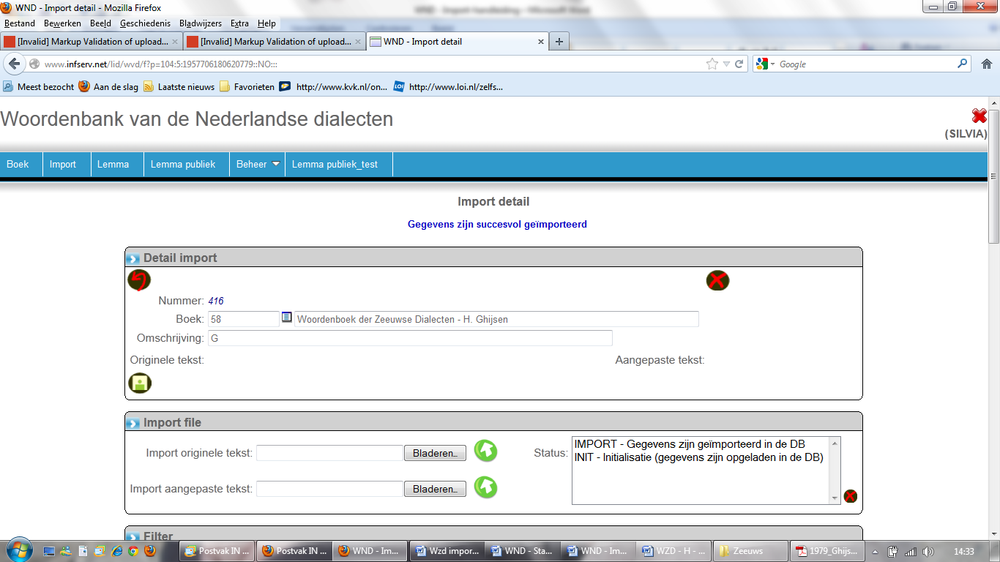 WND - Import detail - Mozilla Firefox
Bestand Bewerken Beeld Geschiedenis Bladwijzers Extra Help
[Invalid] Markup Validation of upload... [Invalid] Markup Validation of upload... WND - Import detail
www.infserv.net/lid/wvd/f?p=104:5:1957706180620779::NO::: Google
Meest bezocht Aan de slag Laatste nieuws Favorieten http://www.kvk.nl/on... LOI http://www.loi.nl/zelfs...
Woordenbank van de Nederlandse dialecten
(SILVIA)
Boek Import Lemma Lemma publiek Beheer Lemma publiek_test
Import detail
Gegevens zijn succesvol geïmporteerd
Detail import
Nummer: 416
Boek: 58 Woordenboek der Zeeuwse Dialecten - H. Ghijsen
Omschrijving: G
Originele tekst: Aangepaste tekst:
Import file
Import originele tekst: Bladeren... Status: IMPORT - Gegevens zijn geïmporteerd in de DB
INIT - Initialisatie (gegevens zijn opgeladen in de DB)
Import aangepaste tekst: Bladeren...
Filter
Postvak IN ... Postvak IN ... WND - Im... Wzd impor... WND - Sta... WND - Im... WZD - H - ... Zeeuws 1979_Ghijs... 14:33